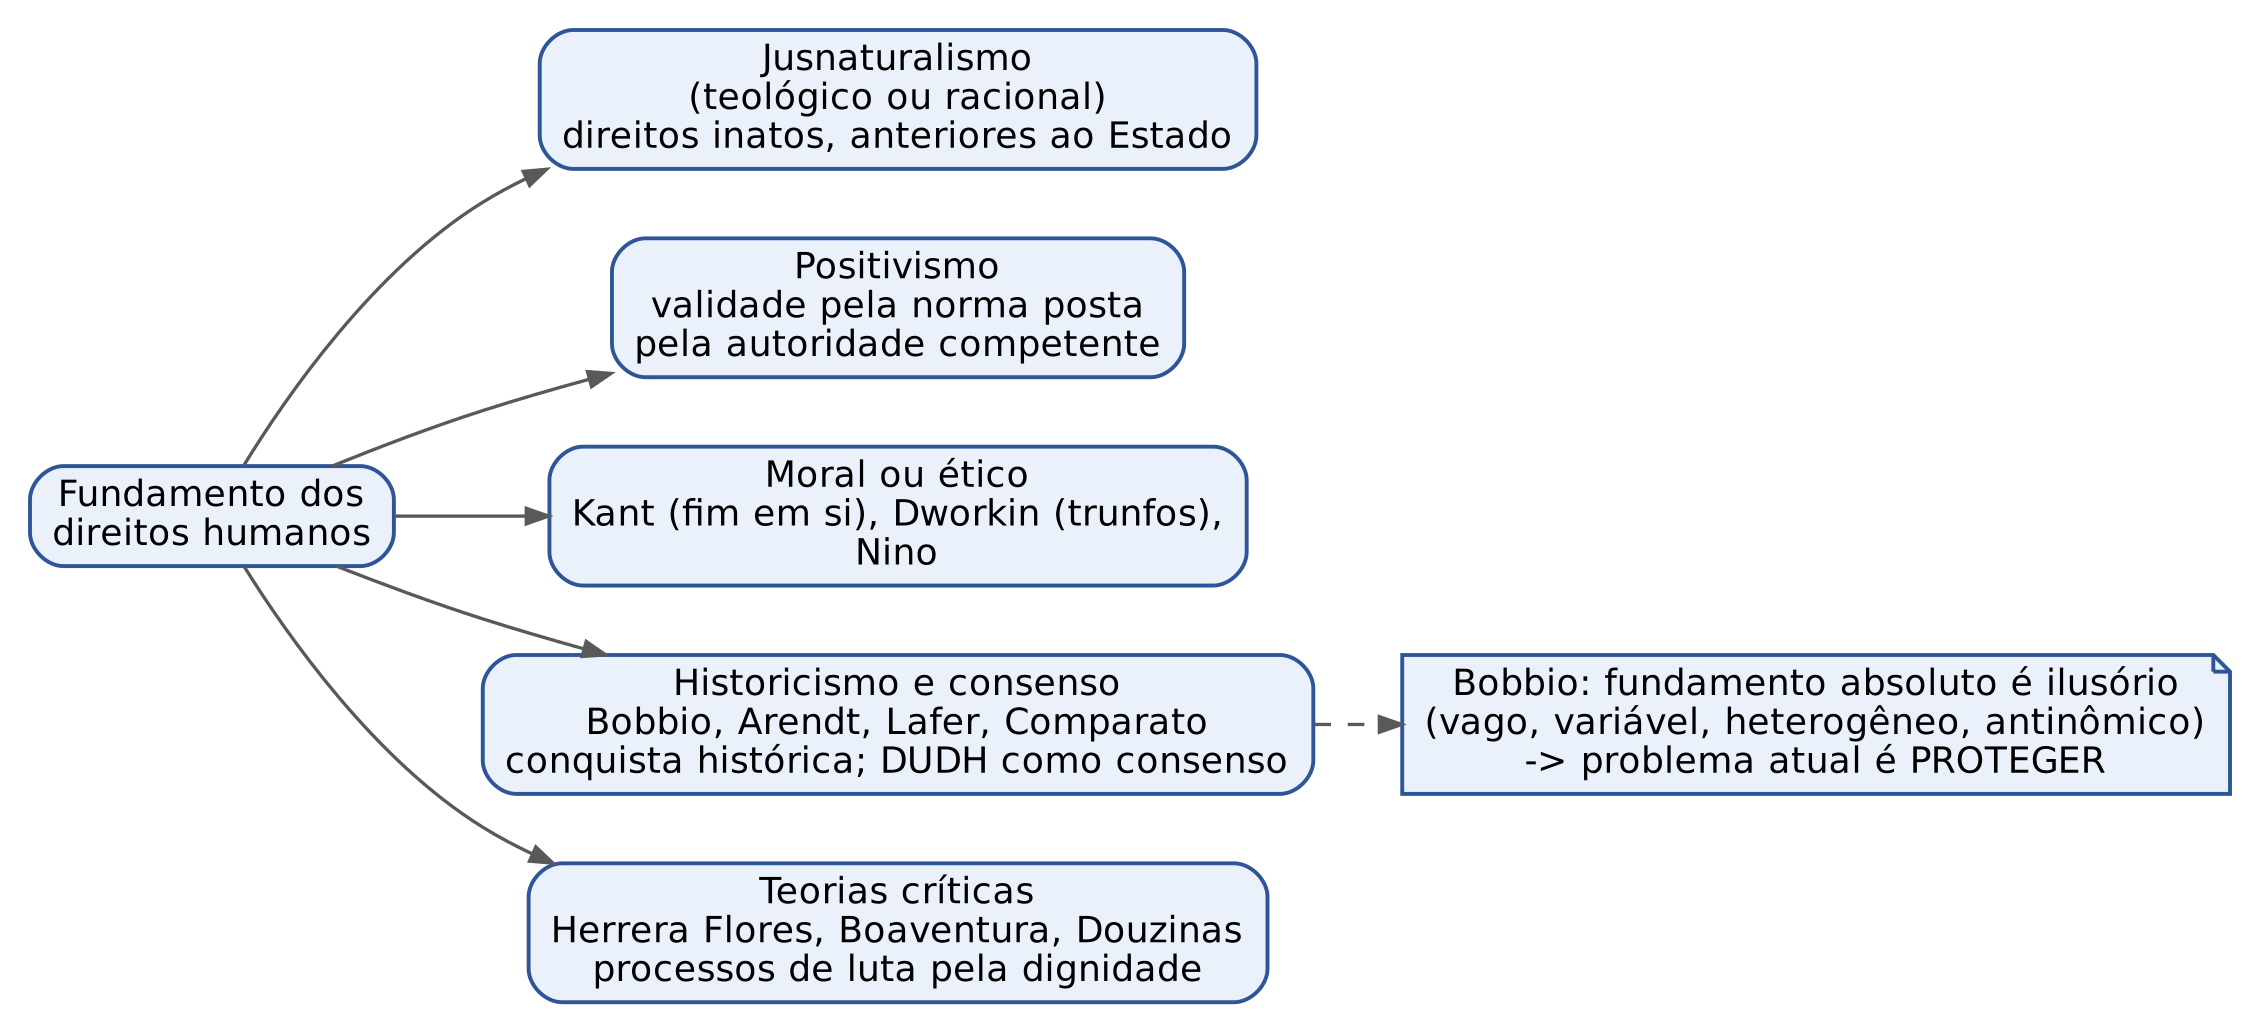 Jusnaturalismo
(teológico ou racional)
direitos inatos, anteriores ao Estado
Positivismo
validade pela norma posta
pela autoridade competente
Fundamento dos
direitos humanos
Moral ou ético
Kant (fim em si), Dworkin (trunfos),
Nino
Historicismo e consenso
Bobbio, Arendt, Lafer, Comparato
conquista histórica; DUDH como consenso
Bobbio: fundamento absoluto é ilusório
(vago, variável, heterogêneo, antinômico)
-> problema atual é PROTEGER
Teorias críticas
Herrera Flores, Boaventura, Douzinas
processos de luta pela dignidade